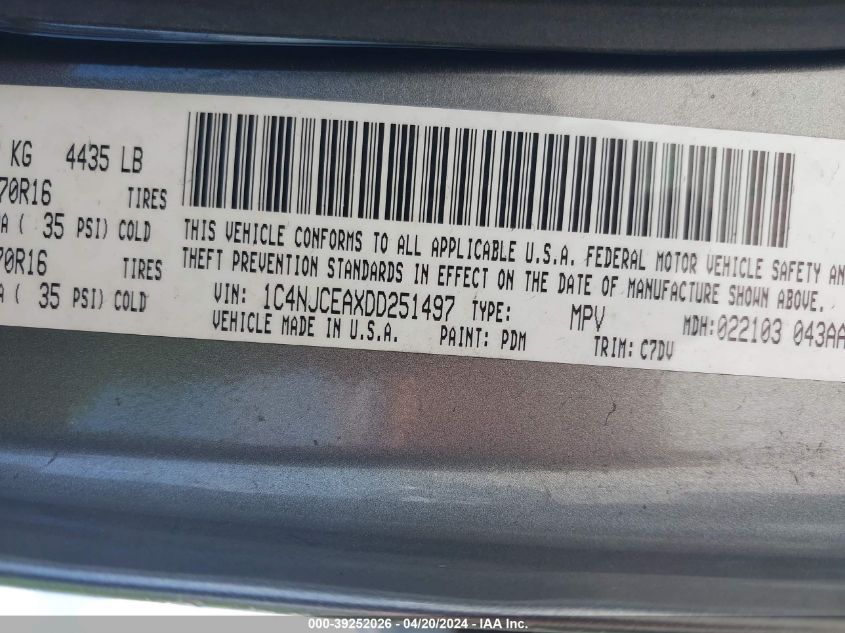 KG 4435 LB
70R16 TIRES
( 35 PSI) COLD
70R16 TIRES
( 35 PSI) COLD
THIS VEHICLE CONFORMS TO ALL APPLICABLE U.S.A. FEDERAL MOTOR VEHICLE SAFETY AN
THEFT PREVENTION STANDARDS IN EFFECT ON THE DATE OF MANUFACTURE SHOWN ABOVE.
VIN: 1C4NJCEAXDD251497 TYPE: MPV MDH:022103 043AA
VEHICLE MADE IN U.S.A. PAINT: PDM TRIM: C7DV
000-39252026 - 04/20/2024 - IAA Inc.